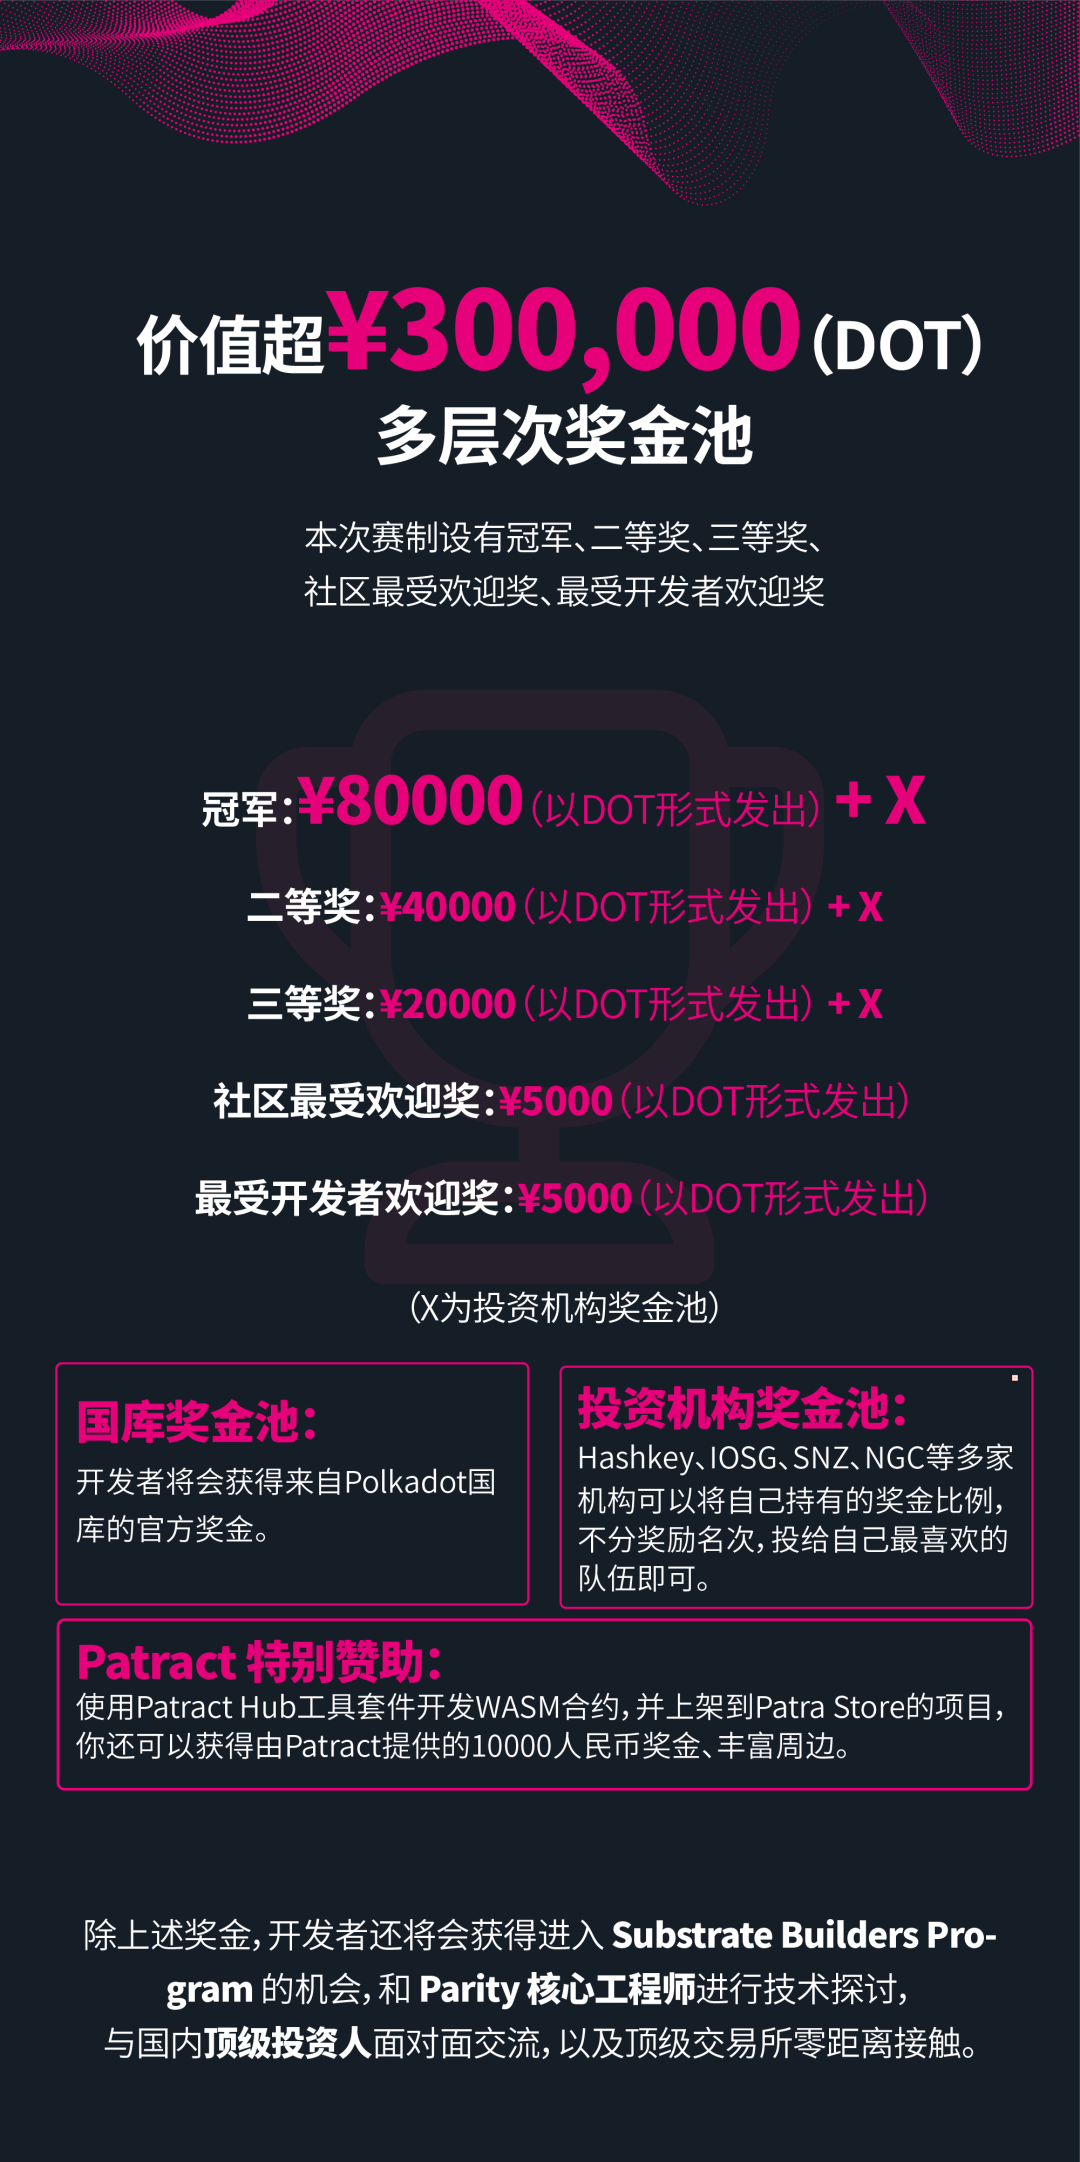 价值超¥300,000(DOT)
多层次奖金池
本次赛制设有冠军、二等奖、三等奖、
社区最受欢迎奖、最受开发者欢迎奖
冠军：¥80000（以DOT形式发出）+ X
二等奖：¥40000（以DOT形式发出）+ X
三等奖：¥20000（以DOT形式发出）+ X
社区最受欢迎奖：¥5000（以DOT形式发出）
最受开发者欢迎奖：¥5000（以DOT形式发出）
（X为投资机构奖金池）
国库奖金池：
开发者将会获得来自Polkadot国
库的官方奖金。
投资机构奖金池：
Hashkey、IOSG、SNZ、NGC等多家
机构可以将自己持有的奖金比例，
不分奖励名次，投给自己最喜欢的
队伍即可。
Patract 特别赞助：
使用Patract Hub工具套件开发WASM合约，并上架到Patra Store的项目，
你还可以获得由Patract提供的10000人民币奖金、丰富周边。
除上述奖金，开发者还将会获得进入 Substrate Builders Pro-
gram 的机会，和 Parity 核心工程师进行技术探讨，
与国内顶级投资人面对面交流，以及顶级交易所零距离接触。